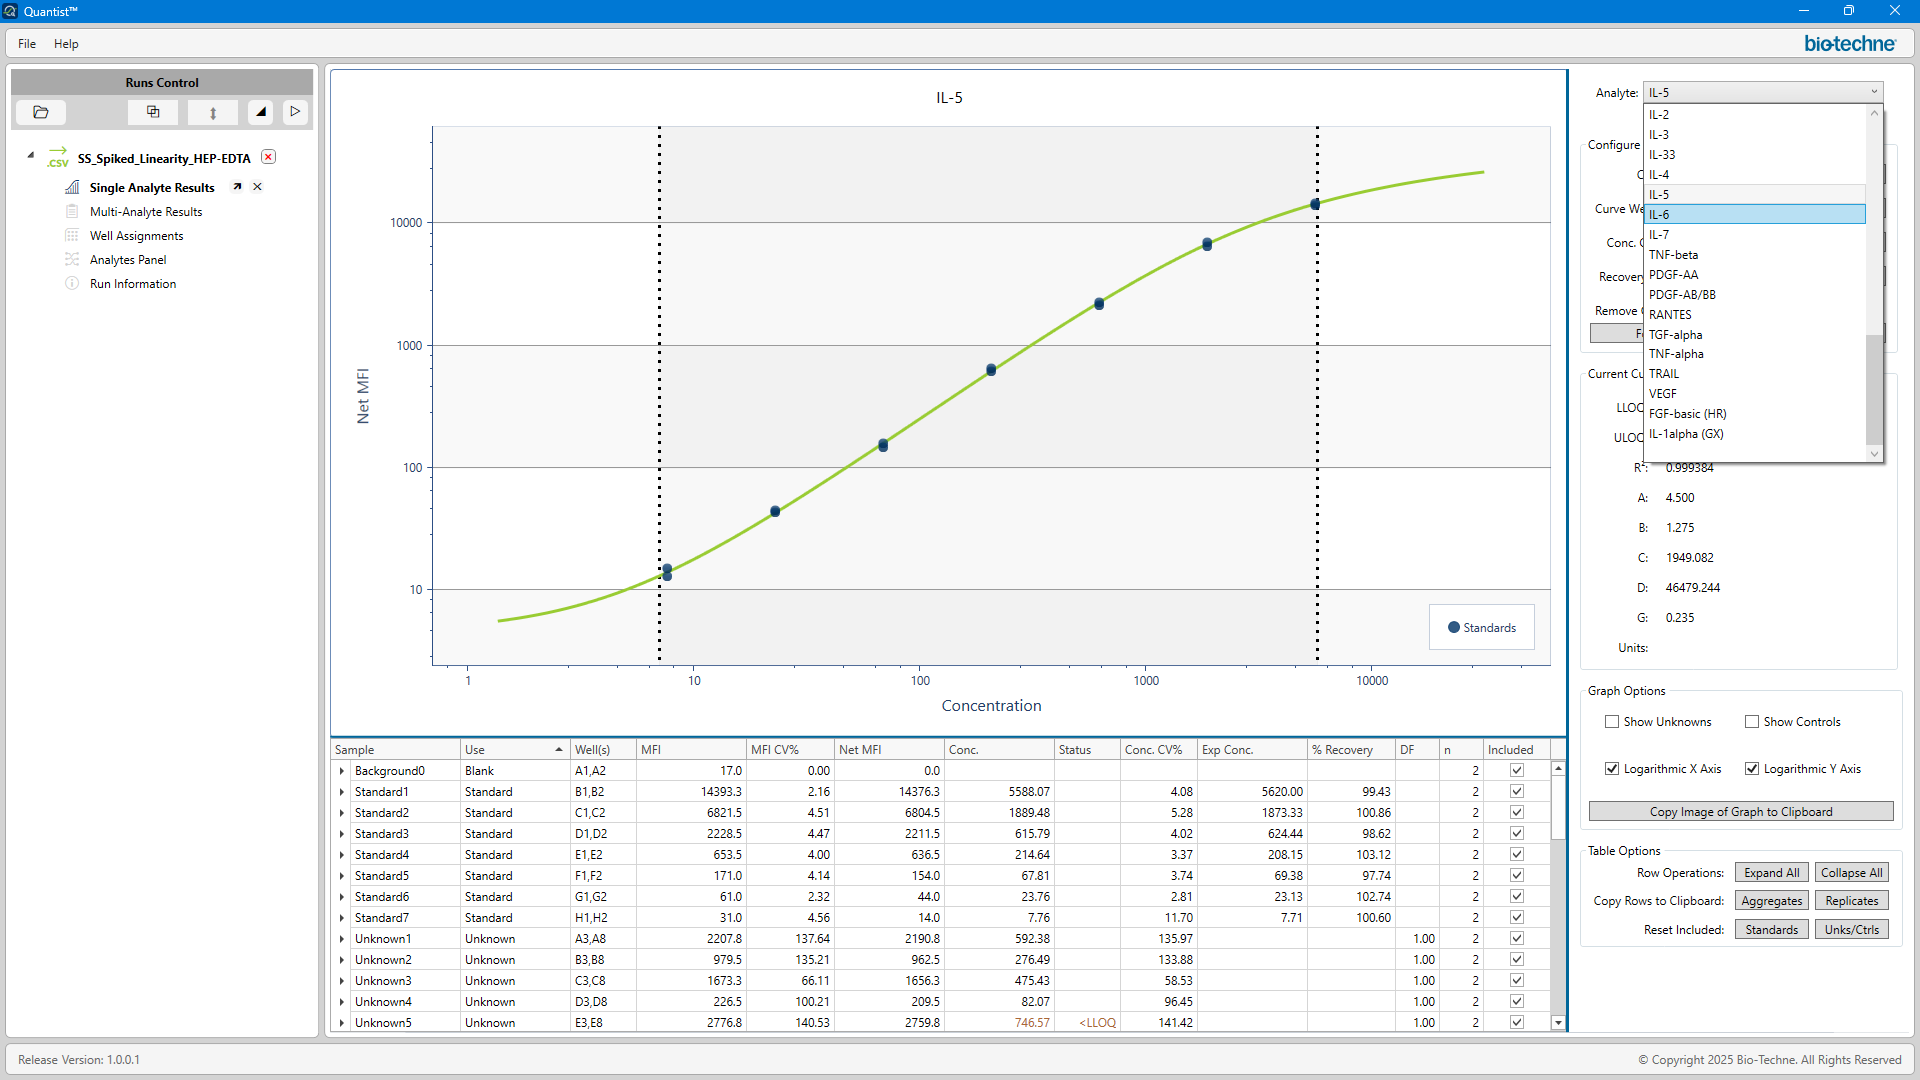 Quantist™
File Help
bio-techne
Runs Control
SS_Spiked_Linearity_HEP-EDTA
Single Analyte Results
Multi-Analyte Results
Well Assignments
Analytes Panel
Run Information
IL-5
10000
1000
100
10
Net MFI
1 10 100 1000 10000
Concentration
Standards
Analyte: IL-5
IL-2
IL-3
IL-33
IL-4
IL-5
IL-6
IL-7
TNF-beta
PDGF-AA
PDGF-AB/BB
RANTES
TGF-alpha
TNF-alpha
TRAIL
VEGF
FGF-basic (HR)
IL-1alpha (GX)
Configure
Curve We
Conc. C
Recovery
Remove
Current Cu
LLOQ
ULOQ
R²: 0.999384
A: 4.500
B: 1.275
C: 1949.082
D: 46479.244
G: 0.235
Units:
Graph Options
Show Unknowns Show Controls
Logarithmic X Axis Logarithmic Y Axis
Copy Image of Graph to Clipboard
Table Options
Row Operations: Expand All Collapse All
Copy Rows to Clipboard: Aggregates Replicates
Reset Included: Standards Unks/Ctrls
Sample Use Well(s) MFI MFI CV% Net MFI Conc. Status Conc. CV% Exp Conc. % Recovery DF n Included
Background0 Blank A1,A2 17.0 0.00 0.0 2
Standard1 Standard B1,B2 14393.3 2.16 14376.3 5588.07 4.08 5620.00 99.43 2
Standard2 Standard C1,C2 6821.5 4.51 6804.5 1889.48 5.28 1873.33 100.86 2
Standard3 Standard D1,D2 2228.5 4.47 2211.5 615.79 4.02 624.44 98.62 2
Standard4 Standard E1,E2 653.5 4.00 636.5 214.64 3.37 208.15 103.12 2
Standard5 Standard F1,F2 171.0 4.14 154.0 67.81 3.74 69.38 97.74 2
Standard6 Standard G1,G2 61.0 2.32 44.0 23.76 2.81 23.13 102.74 2
Standard7 Standard H1,H2 31.0 4.56 14.0 7.76 11.70 7.71 100.60 2
Unknown1 Unknown A3,A8 2207.8 137.64 2190.8 592.38 135.97 1.00 2
Unknown2 Unknown B3,B8 979.5 135.21 962.5 276.49 133.88 1.00 2
Unknown3 Unknown C3,C8 1673.3 66.11 1656.3 475.43 58.53 1.00 2
Unknown4 Unknown D3,D8 226.5 100.21 209.5 82.07 96.45 1.00 2
Unknown5 Unknown E3,E8 2776.8 140.53 2759.8 746.57 <LLOQ 141.42 1.00 2
Release Version: 1.0.0.1
© Copyright 2025 Bio-Techne. All Rights Reserved